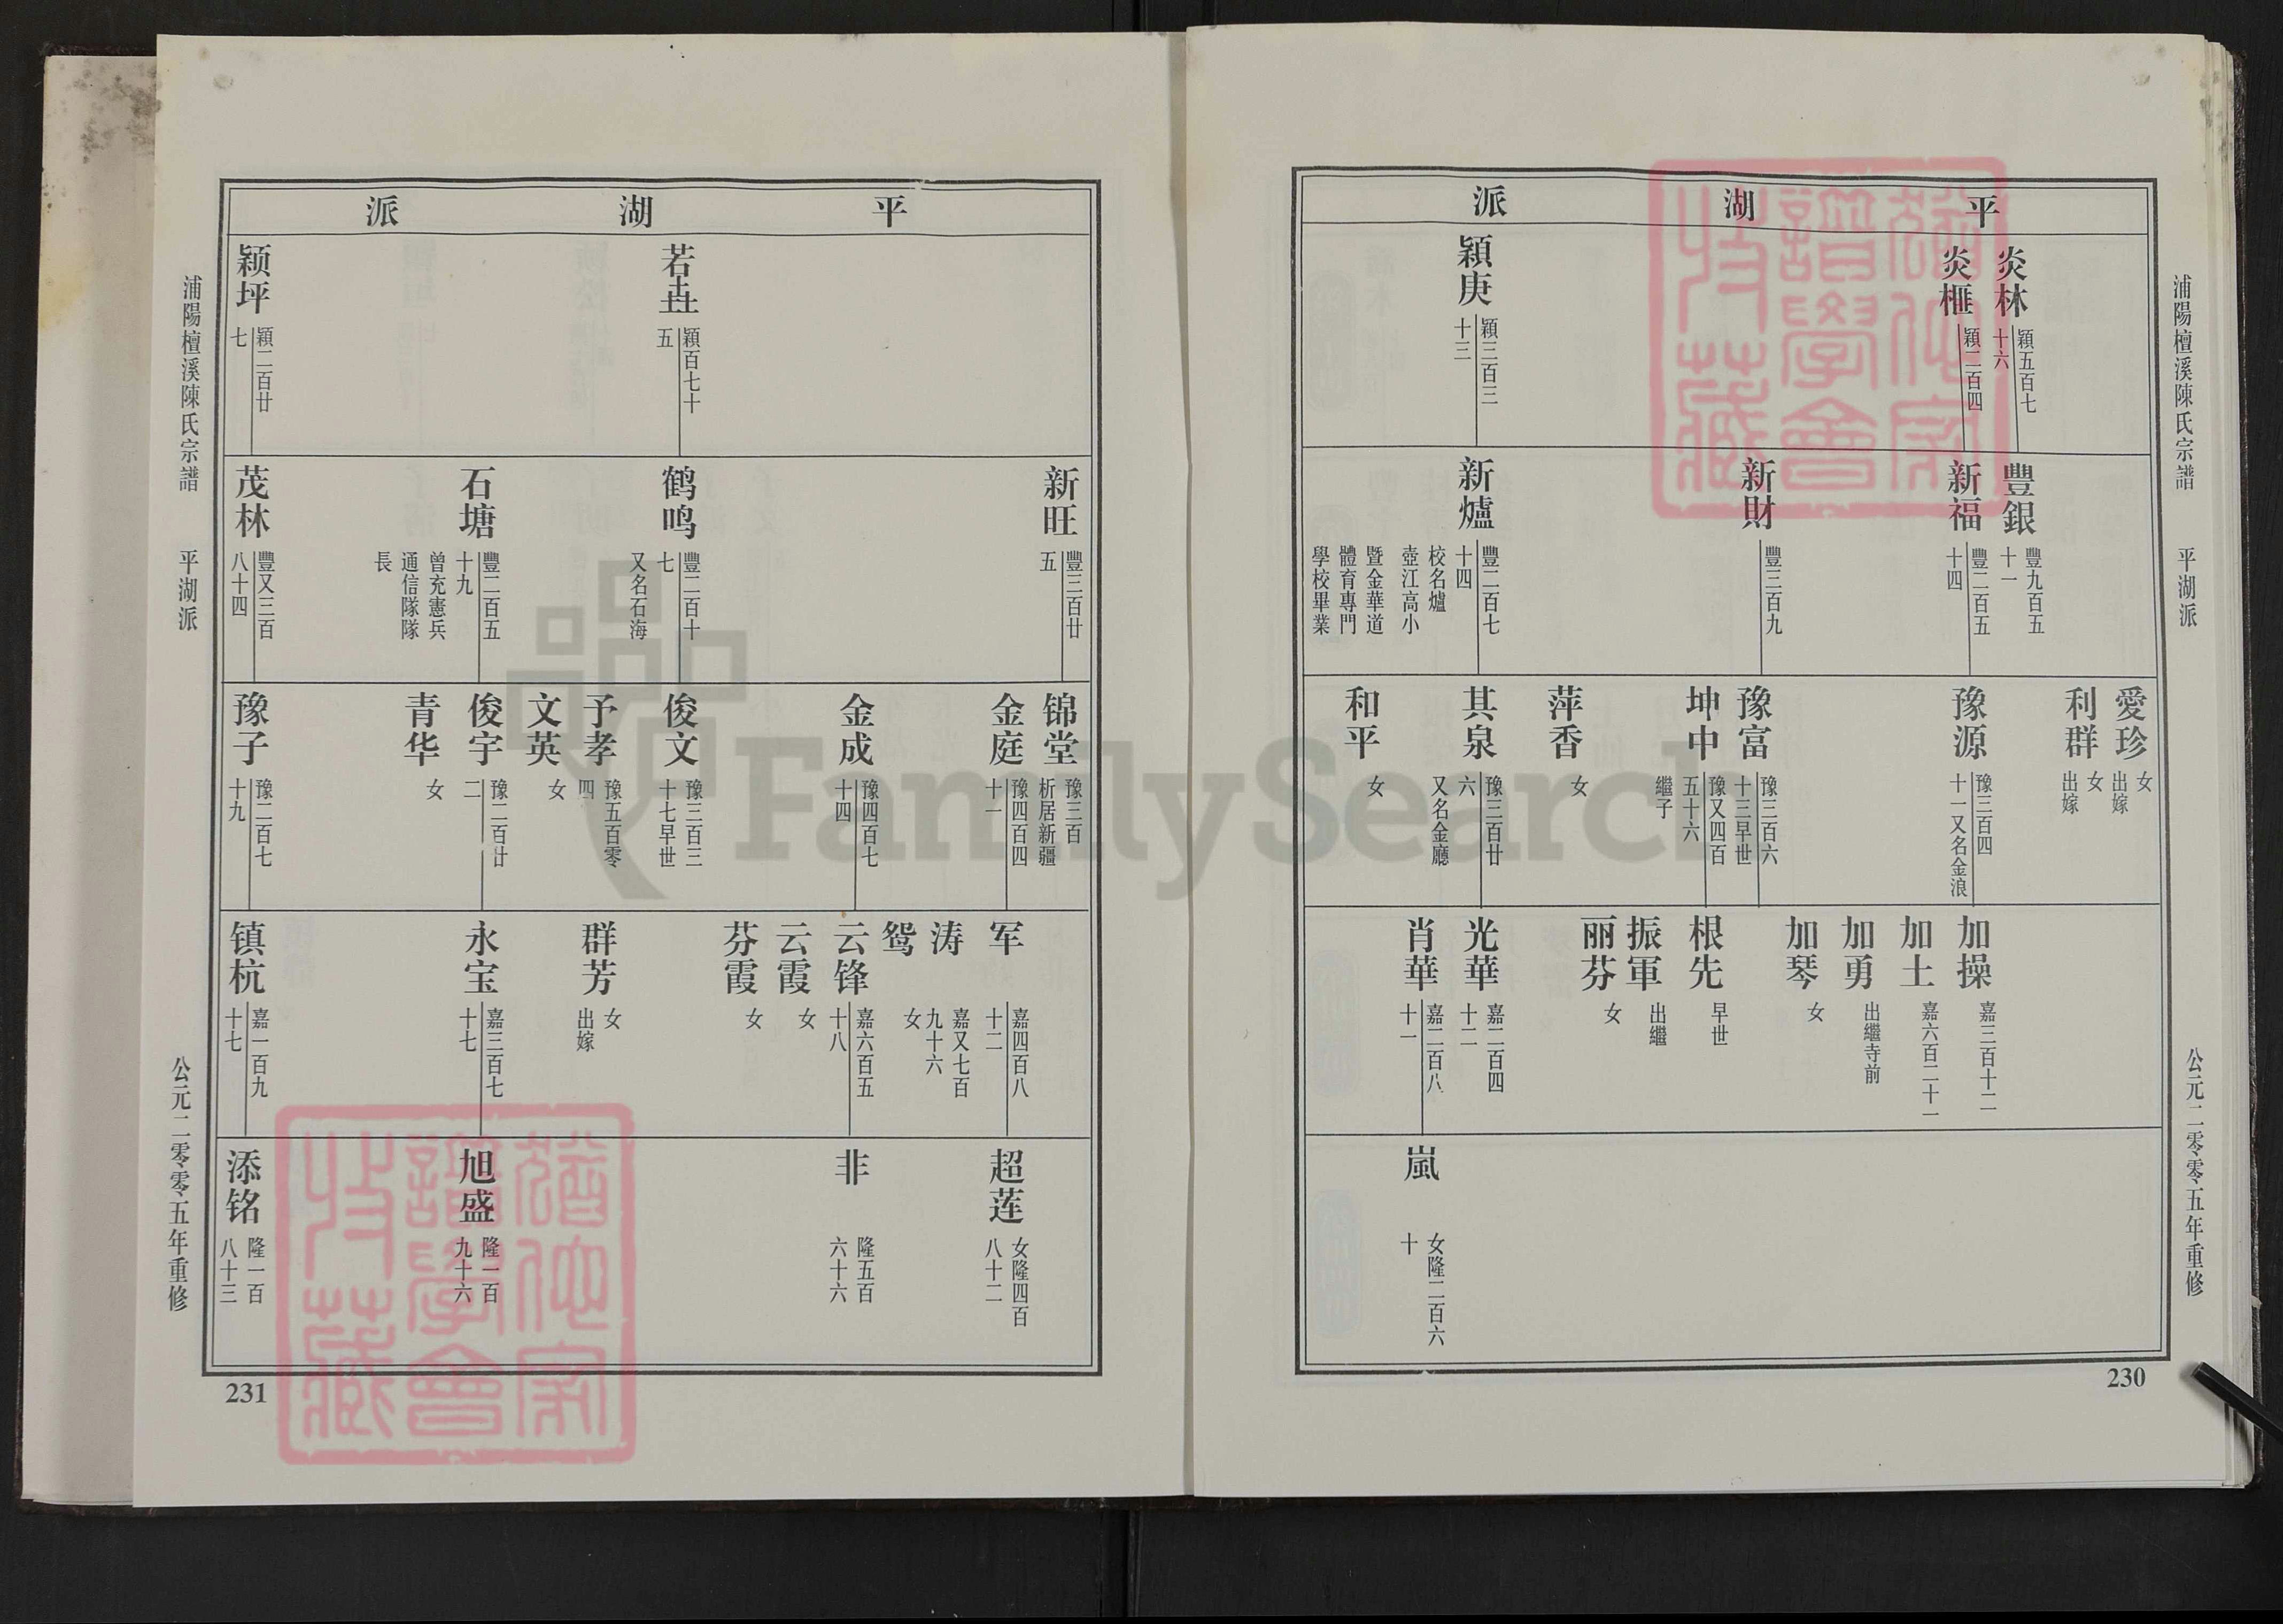 浦陽檀溪陳氏宗譜 平湖派 公元二零零五年重修
平湖派
炎林 穎五百七十六
炎榧 穎二百四
穎庚 穎三百三十三
豐銀 豐九百五十一
新福 豐二百五十四
新財 豐三百九
新爐 豐二百七十四
校名爐
壺江高小
暨金華道
體育專門
學校畢業
愛珍 女出嫁
利群 女出嫁
豫源 豫三百四十一又名金浪
豫富 豫三百六十三早世
坤中 豫又四百五十六
繼子
萍香 女
其泉 豫三百廿六
又名金廳
和平 女
加操 嘉三百十二
加土 嘉六百二十一
加勇 出繼寺前
加琴 女
根先 早世
振軍 出繼
丽芬 女
光華 嘉二百四十二
肖華 嘉二百八十一
嵐 女隆二百六十
230
平湖派
若 穎百七十五
颖坪 穎二百廿七
新旺 豐三百廿五
鹤鸣 豐二百十七
又名石海
石塘 豐二百五十九
曾充憲兵
通信隊隊
長
茂林 豐又三百八十四
锦堂 豫三百
析居新疆
金庭 豫四百四十一
金成 豫四百七十四
俊文 豫三百三十七早世
予孝 豫五百零四
文英 女
俊宇 豫二百廿二
青华 女
豫子 豫二百七十九
军 嘉四百八十二
涛 嘉又七百九十六
鸳 女
云锋 嘉六百五十八
云霞 女
芬霞 女
群芳 女出嫁
永宝 嘉三百七十七
镇杭 嘉一百九十七
超莲 女隆四百八十二
非 隆五百六十六
旭盛 隆一百九十六
添铭 隆一百八十三
浦陽檀溪陳氏宗譜 平湖派 公元二零零五年重修
231
FamilySearch